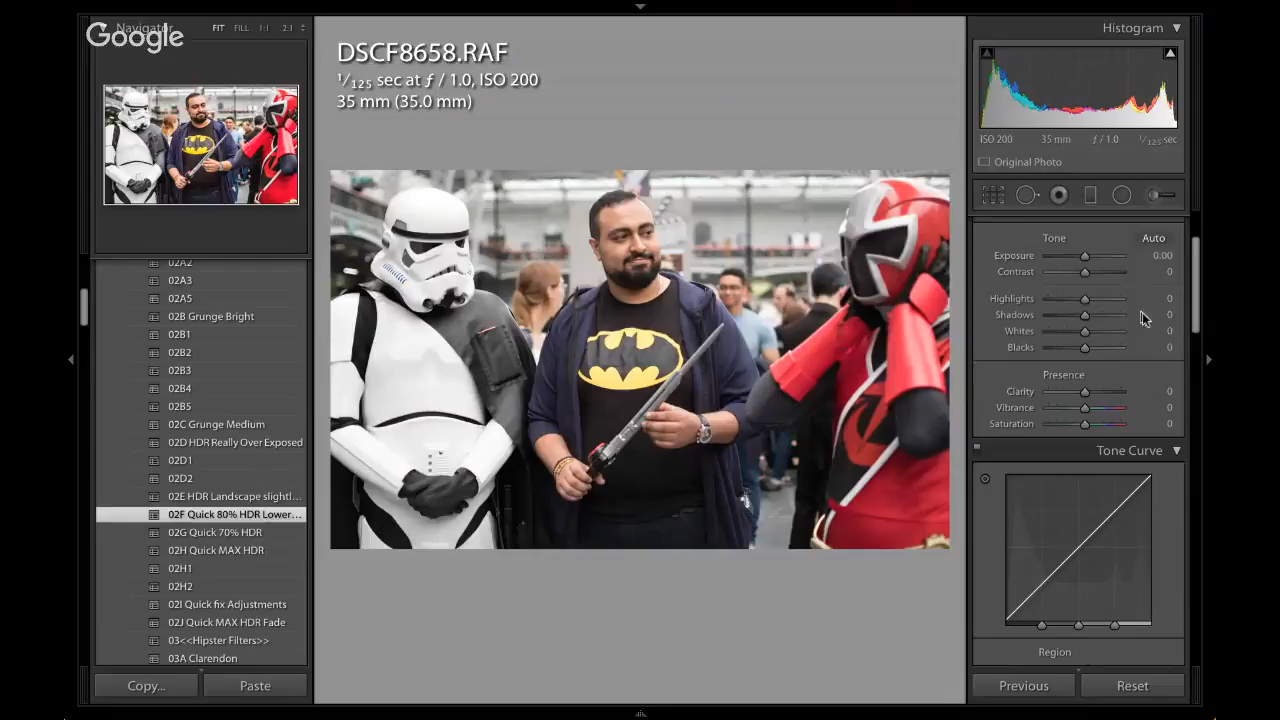 Navigator
FIT FILL 1:1 2:1
Google
DSCF8658.RAF
1/125 sec at ƒ / 1.0, ISO 200
35 mm (35.0 mm)
02A2
02A3
02A5
02B Grunge Bright
02B1
02B2
02B3
02B4
02B5
02C Grunge Medium
02D HDR Really Over Exposed
02D1
02D2
02E HDR Landscape slightl...
02F Quick 80% HDR Lower...
02G Quick 70% HDR
02H Quick MAX HDR
02H1
02H2
02I Quick fix Adjustments
02J Quick MAX HDR Fade
03<<Hipster Filters>>
03A Clarendon
Copy...
Paste
Histogram
ISO 200 35 mm ƒ / 1.0 1/125 sec
Original Photo
Tone Auto
Exposure 0.00
Contrast 0
Highlights 0
Shadows 0
Whites 0
Blacks 0
Presence
Clarity 0
Vibrance 0
Saturation 0
Tone Curve
Region
Previous
Reset